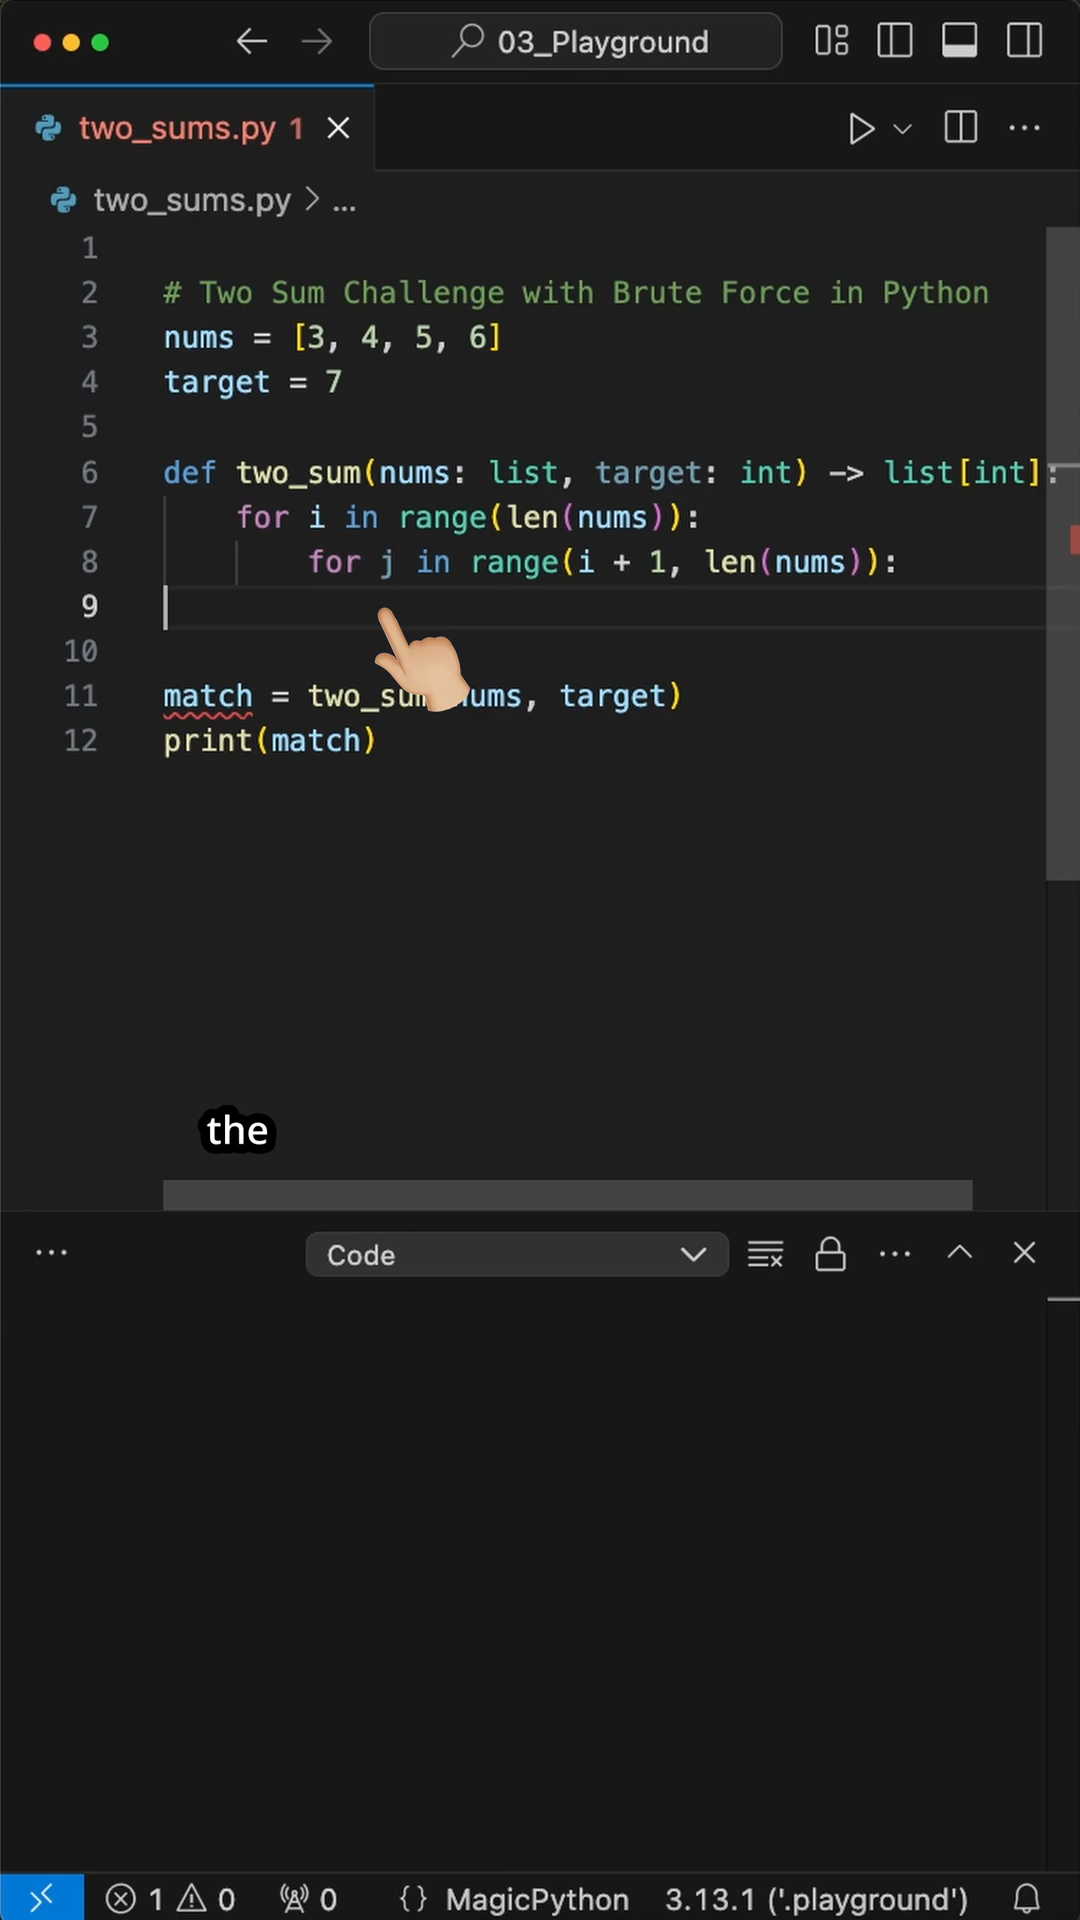 03_Playground
two_sums.py 1
two_sums.py > ...
1
2 # Two Sum Challenge with Brute Force in Python
3 nums = [3, 4, 5, 6]
4 target = 7
5
6 def two_sum(nums: list, target: int) -> list[int]:
7 for i in range(len(nums)):
8 for j in range(i + 1, len(nums)):
9
10
11 match = two_sum nums, target)
12 print(match)
the
Code
1 0 0 {} MagicPython 3.13.1 ('.playground')